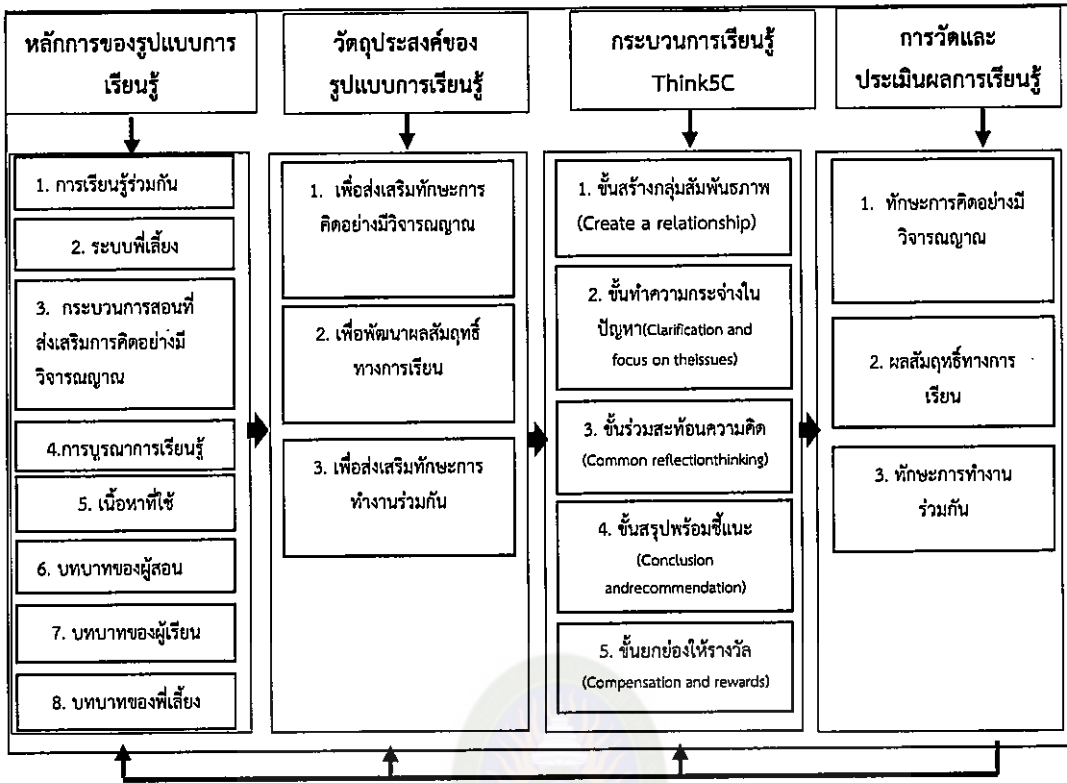 หลักการของรูปแบบการ
เรียนรู้
1. การเรียนรู้ร่วมกัน
2. ระบบพี่เลี้ยง
3. กระบวนการสอนที่
ส่งเสริมการคิดอย่างมี
วิจารณญาณ
4.การบูรณาการเรียนรู้
5. เนื้อหาที่ใช้
6. บทบาทของผู้สอน
7. บทบาทของผู้เรียน
8. บทบาทของพี่เลี้ยง
วัตถุประสงค์ของ
รูปแบบการเรียนรู้
1. เพื่อส่งเสริมทักษะการ
คิดอย่างมีวิจารณญาณ
2. เพื่อพัฒนาผลสัมฤทธิ์
ทางการเรียน
3. เพื่อส่งเสริมทักษะการ
ทำงานร่วมกัน
กระบวนการเรียนรู้
Think5C
1. ขั้นสร้างกลุ่มสัมพันธภาพ
(Create a relationship)
2. ขั้นทำความกระจ่างใน
ปัญหา(Clarification and
focus on theissues)
3. ขั้นร่วมสะท้อนความคิด
(Common reflectionthinking)
4. ขั้นสรุปพร้อมชี้แนะ
(Conclusion
andrecommendation)
5. ขั้นยกย่องให้รางวัล
(Compensation and rewards)
การวัดและ
ประเมินผลการเรียนรู้
1. ทักษะการคิดอย่างมี
วิจารณญาณ
2. ผลสัมฤทธิ์ทางการ
เรียน
3. ทักษะการทำงาน
ร่วมกัน